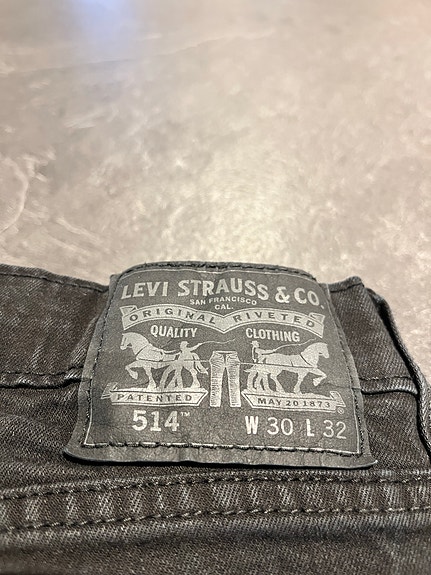 LEVI STRAUSS & CO.
SAN FRANCISCO
CAL.
ORIGINAL RIVETED
QUALITY CLOTHING
PATENTED MAY 20 1873
514™ W 30 L 32